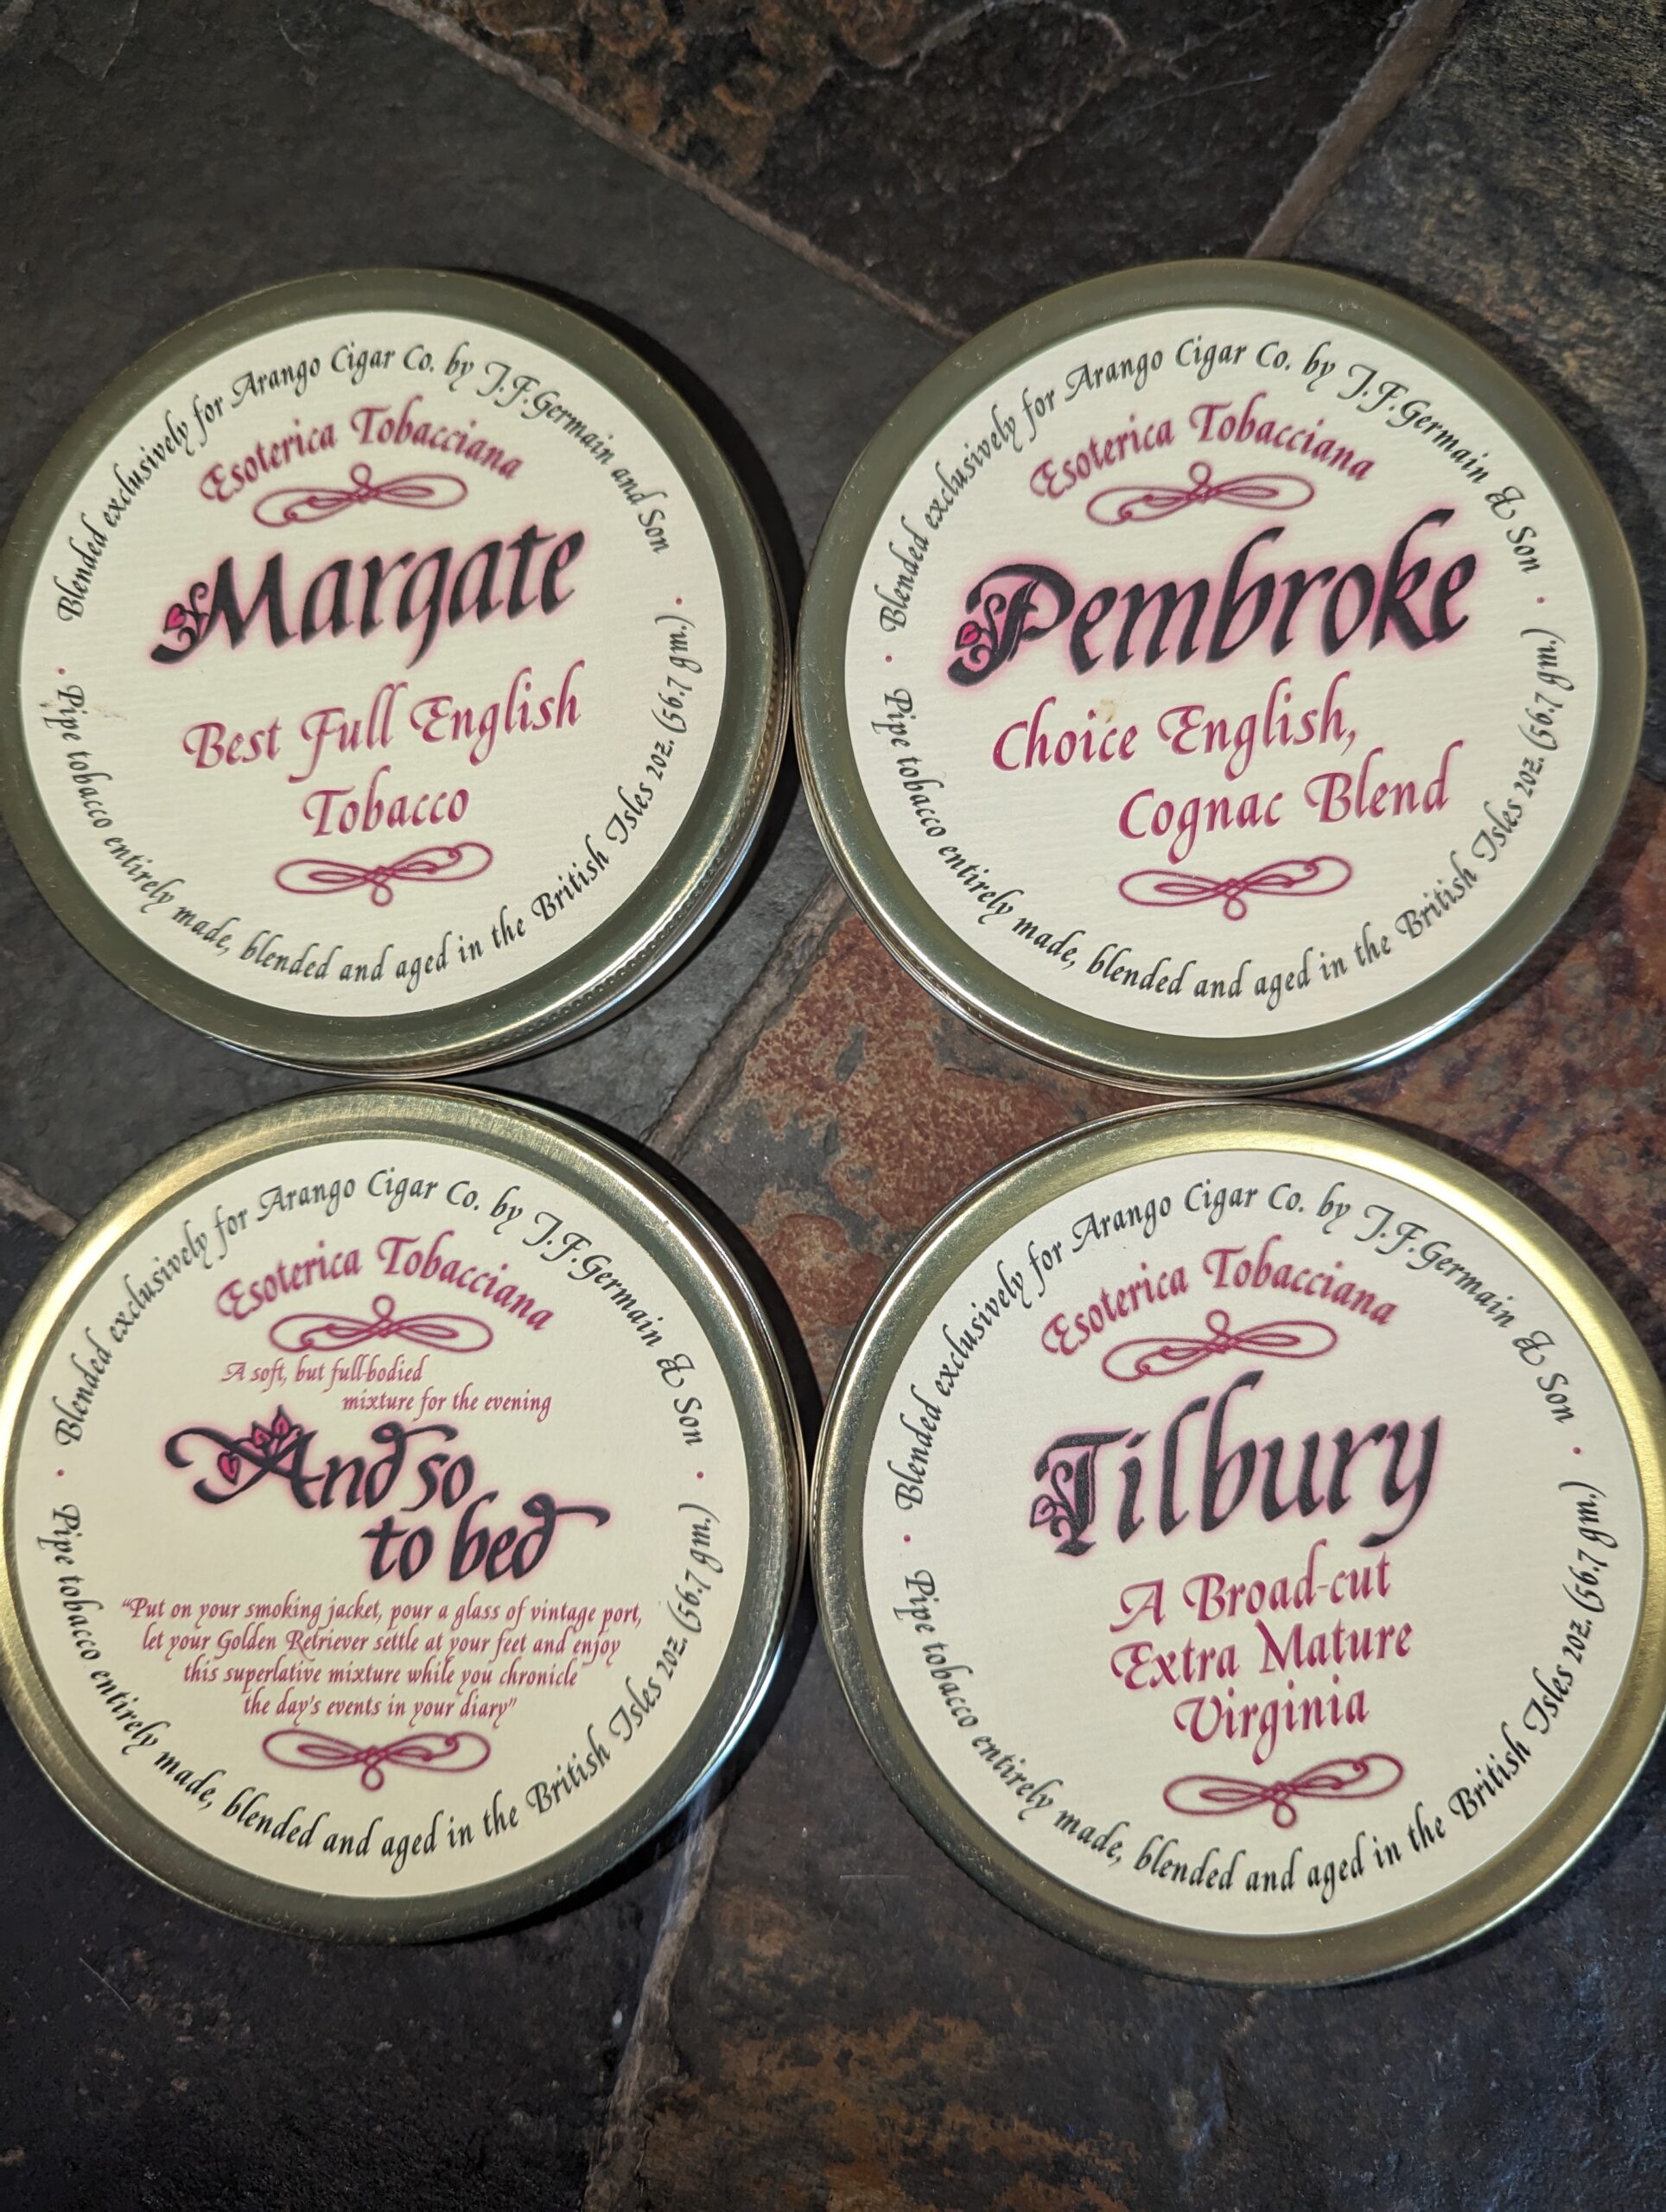 Blended exclusively for Arango Cigar Co. by J.F.Germain and Son
Esoterica Tobacciana
Margate
Best Full English
Tobacco
Pipe tobacco entirely made, blended and aged in the British Isles 2oz. (56.7 gm.)
Blended exclusively for Arango Cigar Co. by J.F.Germain & Son
Esoterica Tobacciana
Pembroke
Choice English,
Cognac Blend
Pipe tobacco entirely made, blended and aged in the British Isles 2oz. (56.7 gm.)
Blended exclusively for Arango Cigar Co. by J.F.Germain & Son
Esoterica Tobacciana
A soft, but full-bodied
mixture for the evening
And so
to bed
"Put on your smoking jacket, pour a glass of vintage port,
let your Golden Retriever settle at your feet and enjoy
this superlative mixture while you chronicle
the day's events in your diary"
Pipe tobacco entirely made, blended and aged in the British Isles 2oz. (56.7 gm.)
Blended exclusively for Arango Cigar Co. by J.F.Germain & Son
Esoterica Tobacciana
Tilbury
A Broad-cut
Extra Mature
Virginia
Pipe tobacco entirely made, blended and aged in the British Isles 2oz. (56.7 gm.)